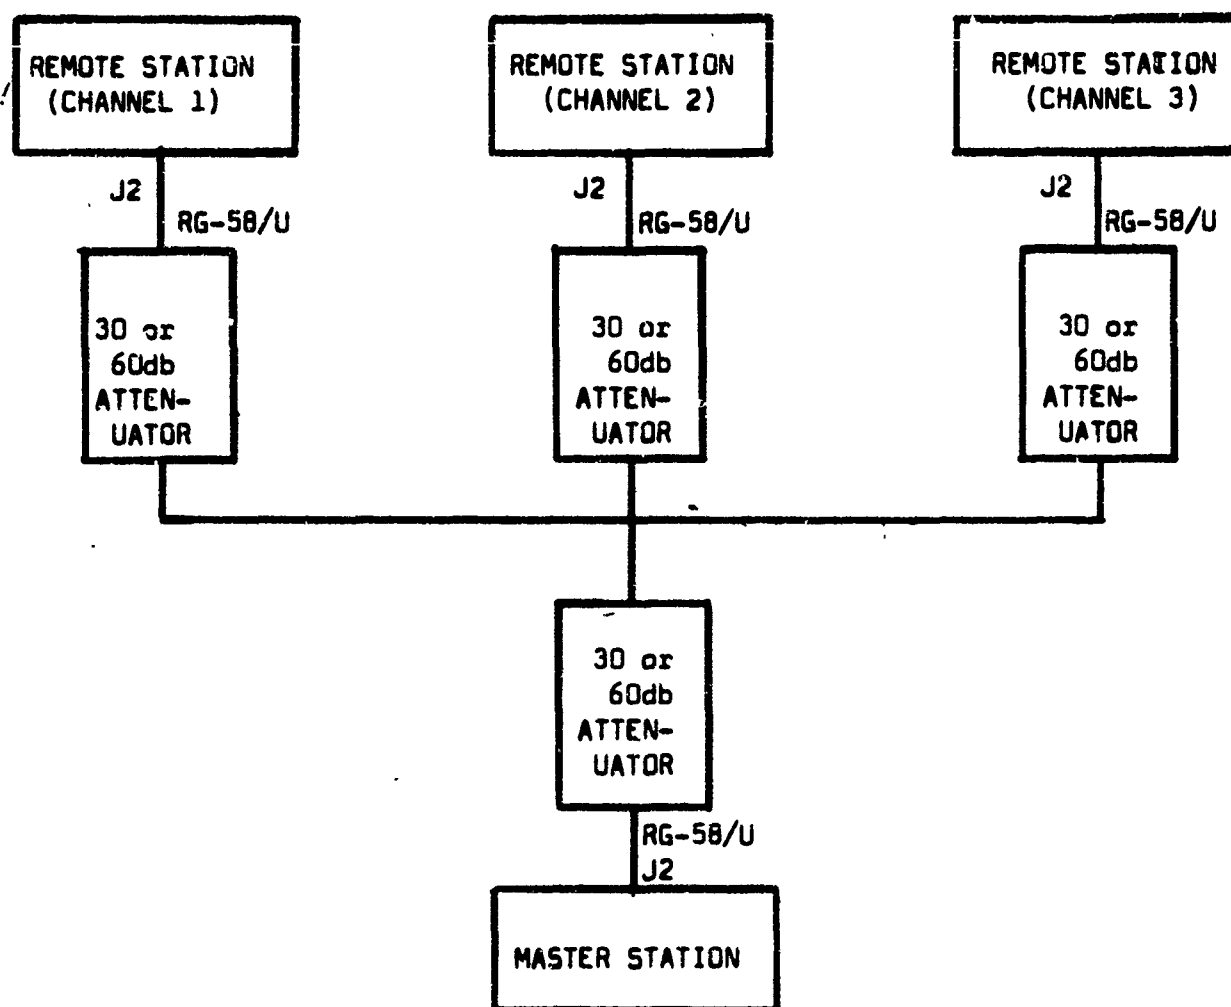 REMOTE STATION
(CHANNEL 1)
REMOTE STATION
(CHANNEL 2)
REMOTE STATION
(CHANNEL 3)
J2
RG-58/U
J2
RG-58/U
J2
RG-58/U
30 or
60db
ATTEN-
UATOR
30 or
60db
ATTEN-
UATOR
30 or
60db
ATTEN-
UATOR
30 or
60db
ATTEN-
UATOR
RG-58/U
J2
MASTER STATION